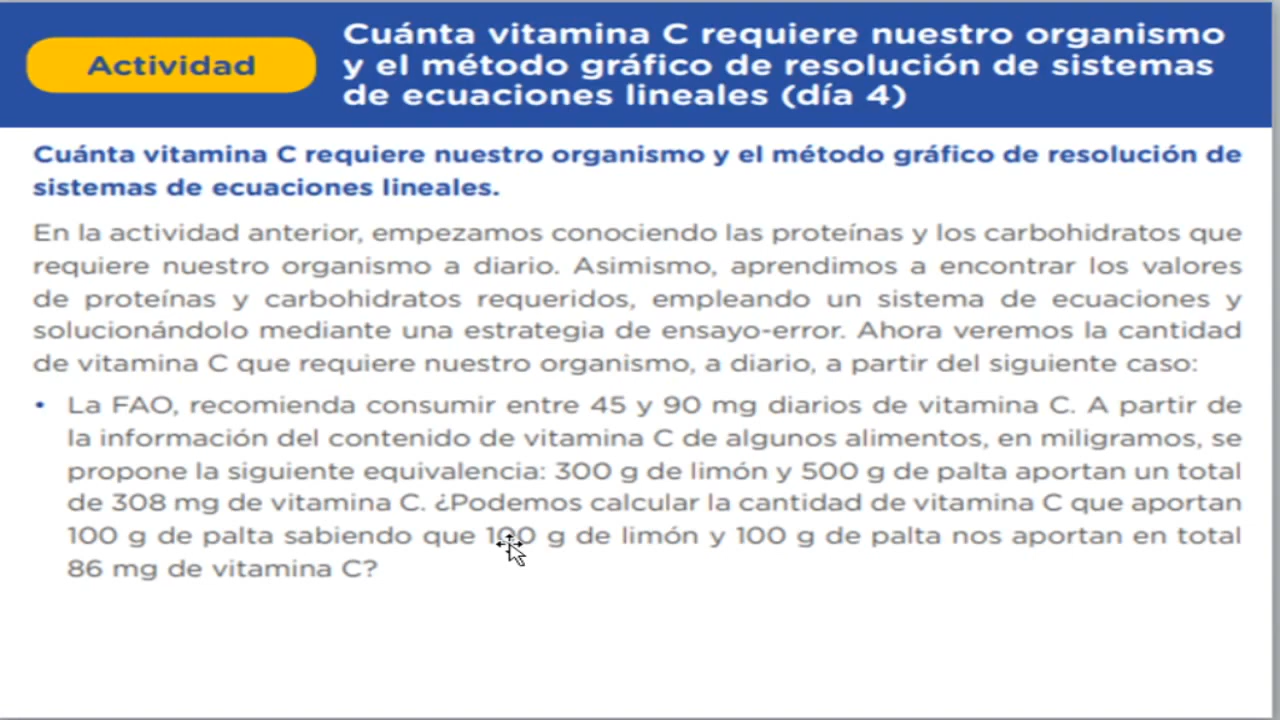 Actividad
Cuánta vitamina C requiere nuestro organismo
y el método gráfico de resolución de sistemas
de ecuaciones lineales (día 4)
Cuánta vitamina C requiere nuestro organismo y el método gráfico de resolución de
sistemas de ecuaciones lineales.
En la actividad anterior, empezamos conociendo las proteínas y los carbohidratos que
requiere nuestro organismo a diario. Asimismo, aprendimos a encontrar los valores
de proteínas y carbohidratos requeridos, empleando un sistema de ecuaciones y
solucionándolo mediante una estrategia de ensayo-error. Ahora veremos la cantidad
de vitamina C que requiere nuestro organismo, a diario, a partir del siguiente caso:
• La FAO, recomienda consumir entre 45 y 90 mg diarios de vitamina C. A partir de
la información del contenido de vitamina C de algunos alimentos, en miligramos, se
propone la siguiente equivalencia: 300 g de limón y 500 g de palta aportan un total
de 308 mg de vitamina C. ¿Podemos calcular la cantidad de vitamina C que aportan
100 g de palta sabiendo que 100 g de limón y 100 g de palta nos aportan en total
86 mg de vitamina C?